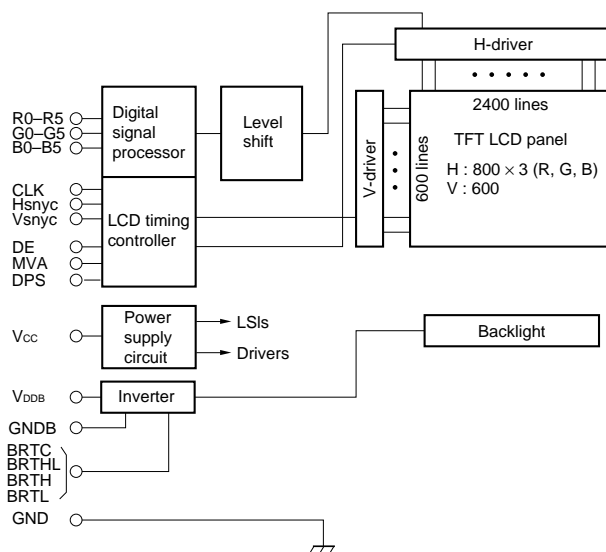 H-driver
R0–R5
G0–G5
B0–B5
Digital
signal
processor
Level
shift
2400 lines
TFT LCD panel
H : 800 × 3 (R, G, B)
V : 600
600 lines
V-driver
CLK
Hsnyc
Vsnyc
DE
MVA
DPS
LCD timing
controller
VCC
Power
supply
circuit
LSIs
Drivers
Backlight
VDDB
Inverter
GNDB
BRTC
BRTHL
BRTH
BRTL
GND